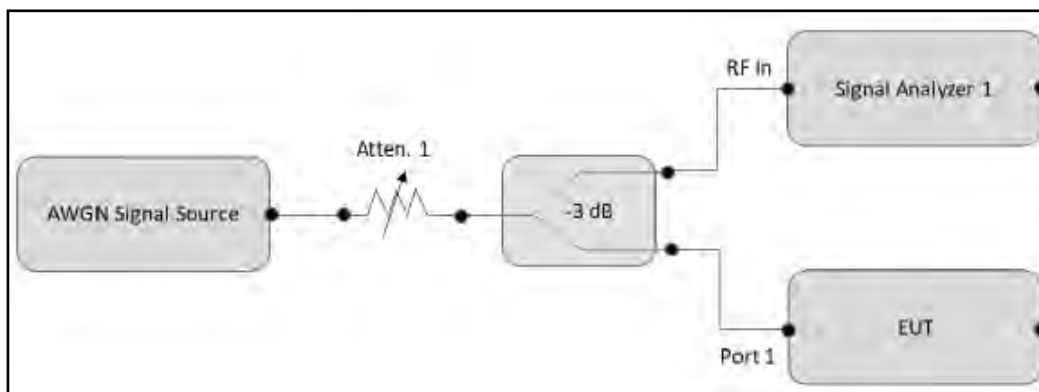 RF In
Signal Analyzer 1
Atten. 1
AWGN Signal Source
-3 dB
EUT
Port 1